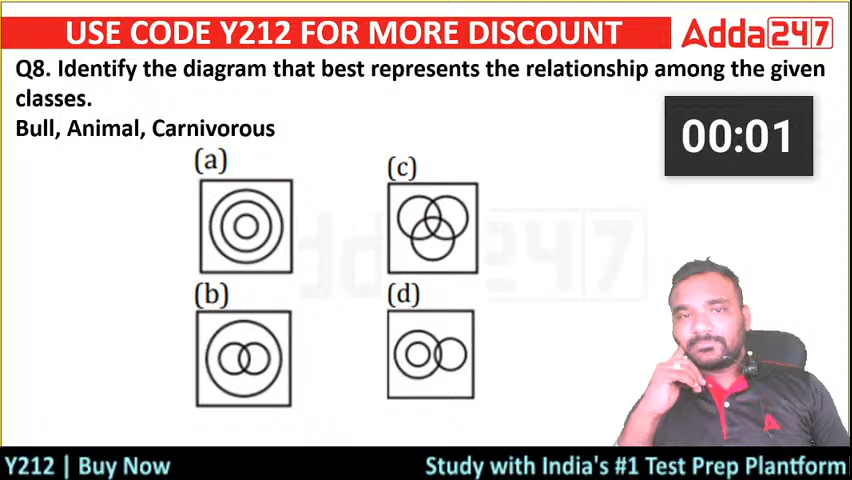 USE CODE Y212 FOR MORE DISCOUNT
Adda247
Q8. Identify the diagram that best represents the relationship among the given
classes.
Bull, Animal, Carnivorous
00:01
(a)
(c)
(b)
(d)
Adda247
Y212 | Buy Now
Study with India's #1 Test Prep Plantform